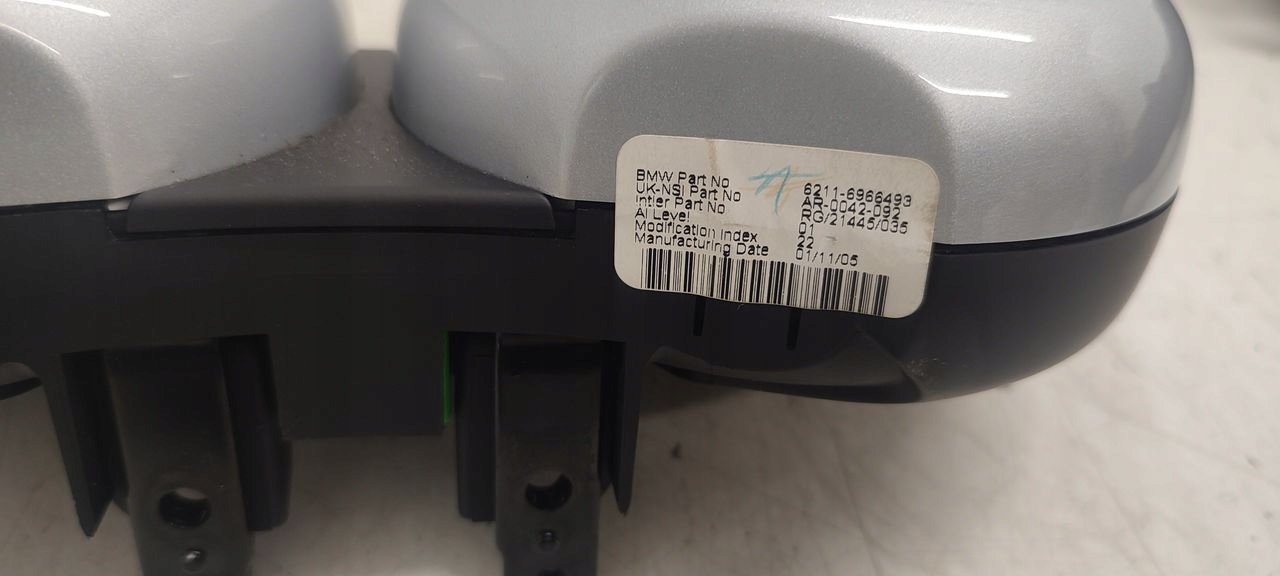 BMW Part No 6211-6966493
UK-NSI Part No AR-0042-092
Intier Part No PG/21445/035
AI Level 01
Modification Index 22
Manufacturing Date 01/11/05